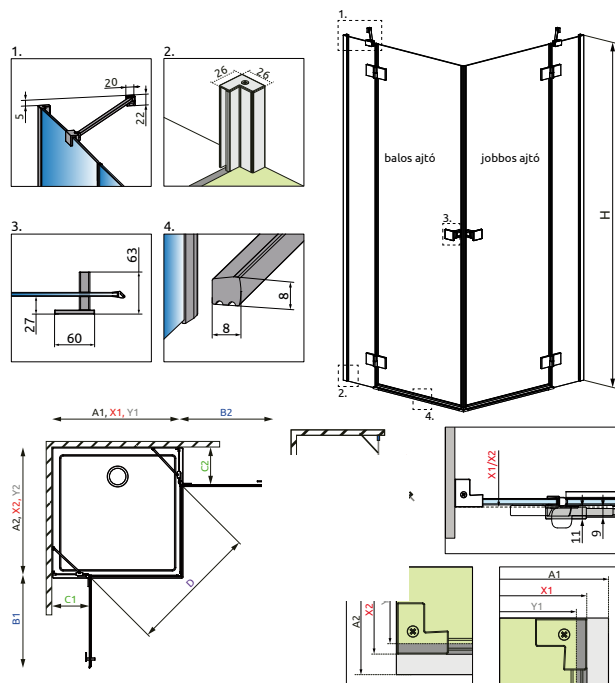 1.
20
5
22
2.
26
26
1.
balos ajtó
jobbos ajtó
H
3.
2.
4.
3.
63
27
60
4.
8
8
A1, X1, Y1
B2
A2, X2, Y2
C2
D
C1
B1
X1/X2
11
9
A2
X2
A1
X1
Y1